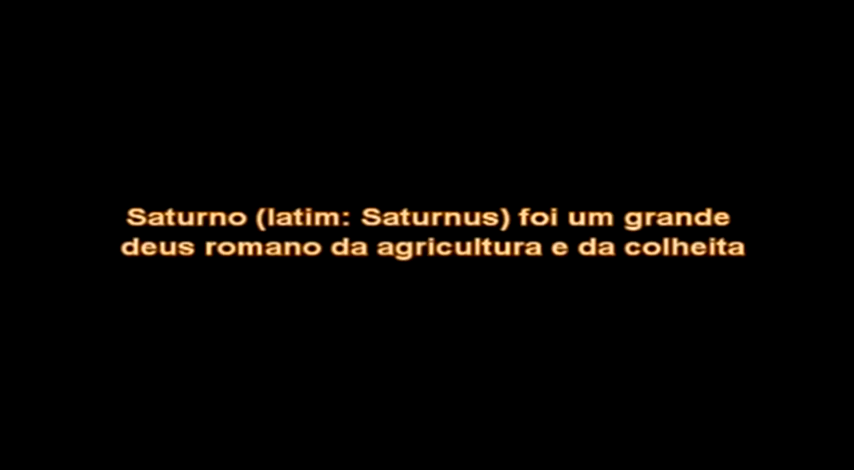 Saturno (latim: Saturnus) foi um grande
deus romano da agricultura e da colheita